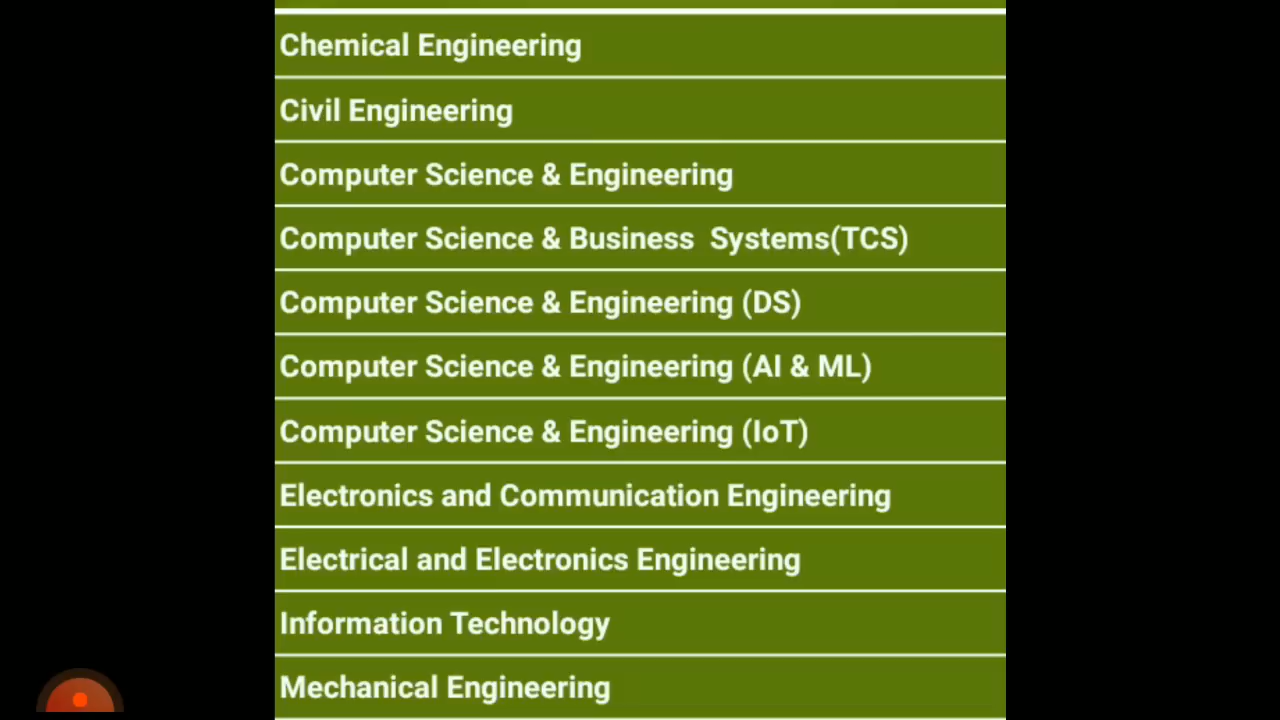 Chemical Engineering
Civil Engineering
Computer Science & Engineering
Computer Science & Business  Systems(TCS)
Computer Science & Engineering (DS)
Computer Science & Engineering (AI & ML)
Computer Science & Engineering (IoT)
Electronics and Communication Engineering
Electrical and Electronics Engineering
Information Technology
Mechanical Engineering